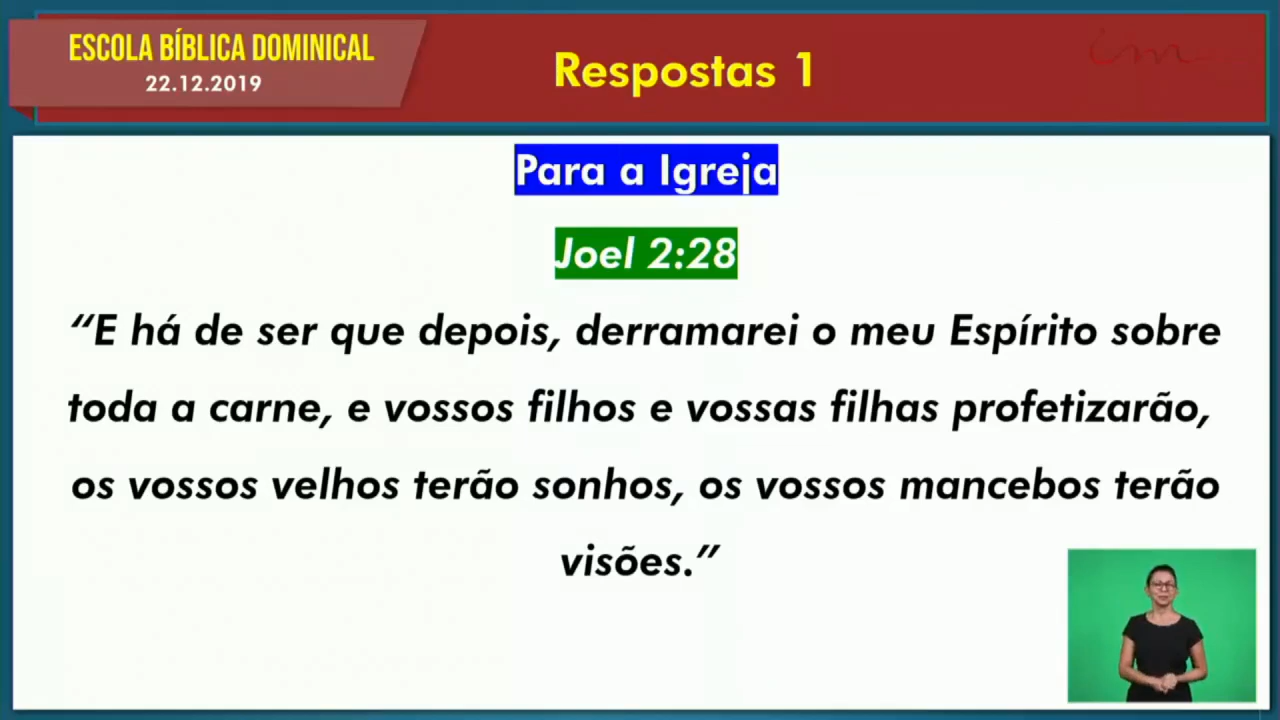 ESCOLA BÍBLICA DOMINICAL
22.12.2019
Respostas 1
Para a Igreja
Joel 2:28
“E há de ser que depois, derramarei o meu Espírito sobre
toda a carne, e vossos filhos e vossas filhas profetizarão,
os vossos velhos terão sonhos, os vossos mancebos terão
visões.”